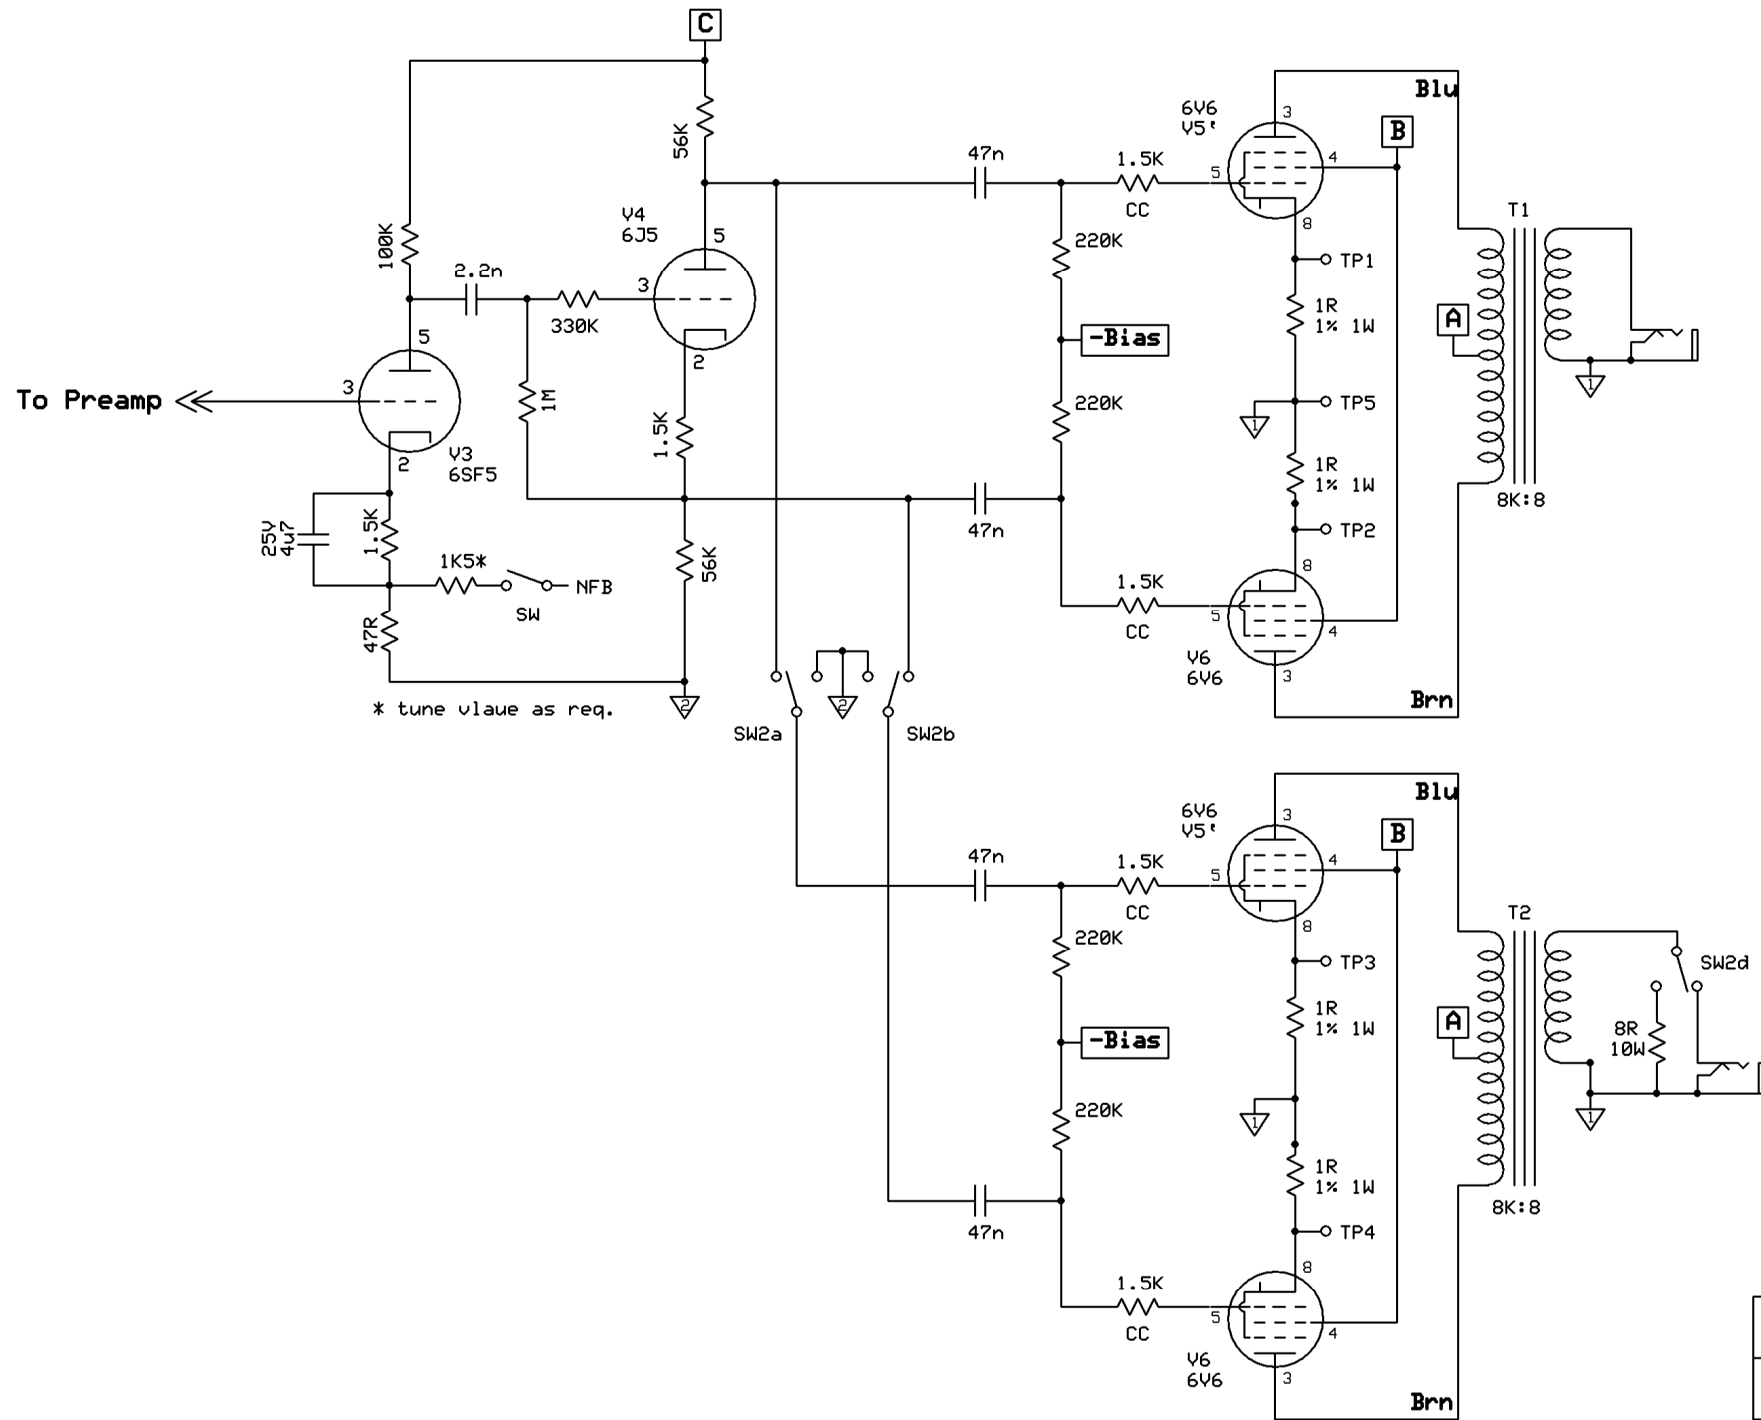 C
56K
6V6
V5'
3
Blu
B
47n
1.5K
4
5
CC
8
T1
V4
6J5
5
220K
100K
2.2n
3
TP1
330K
1R
1% 1W
A
-Bias
5
2
To Preamp
3
1M
220K
TP5
1
1
1.5K
V3
6SF5
2
1R
1% 1W
8K:8
25V
4u7
1.5K
47n
TP2
1K5*
SW
NFB
56K
8
1.5K
5
CC
4
47R
V6
6V6
3
Brn
* tune vlaue as req.
2
2
SW2a
SW2b
6V6
V5'
3
Blu
B
47n
1.5K
4
5
CC
8
T2
220K
TP3
SW2d
1R
1% 1W
A
8R
10W
-Bias
220K
1
1
1R
1% 1W
8K:8
47n
TP4
8
1.5K
5
CC
4
V6
6V6
3
Brn